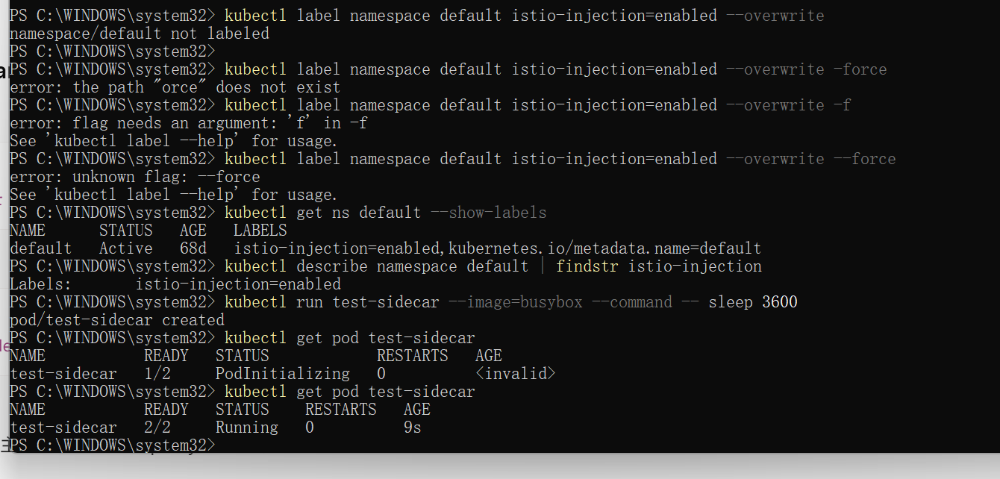 PS C:\WINDOWS\system32> kubectl label namespace default istio-injection=enabled --overwrite
namespace/default not labeled
PS C:\WINDOWS\system32>
PS C:\WINDOWS\system32> kubectl label namespace default istio-injection=enabled --overwrite -force
error: the path "orce" does not exist
PS C:\WINDOWS\system32> kubectl label namespace default istio-injection=enabled --overwrite -f
error: flag needs an argument: 'f' in -f
See 'kubectl label --help' for usage.
PS C:\WINDOWS\system32> kubectl label namespace default istio-injection=enabled --overwrite --force
error: unknown flag: --force
See 'kubectl label --help' for usage.
PS C:\WINDOWS\system32> kubectl get ns default --show-labels
NAME      STATUS   AGE   LABELS
default   Active   68d   istio-injection=enabled,kubernetes.io/metadata.name=default
PS C:\WINDOWS\system32> kubectl describe namespace default | findstr istio-injection
Labels:       istio-injection=enabled
PS C:\WINDOWS\system32> kubectl run test-sidecar --image=busybox --command -- sleep 3600
pod/test-sidecar created
PS C:\WINDOWS\system32> kubectl get pod test-sidecar
NAME           READY   STATUS            RESTARTS   AGE
test-sidecar   1/2     PodInitializing   0          <invalid>
PS C:\WINDOWS\system32> kubectl get pod test-sidecar
NAME           READY   STATUS    RESTARTS   AGE
test-sidecar   2/2     Running   0          9s
PS C:\WINDOWS\system32>